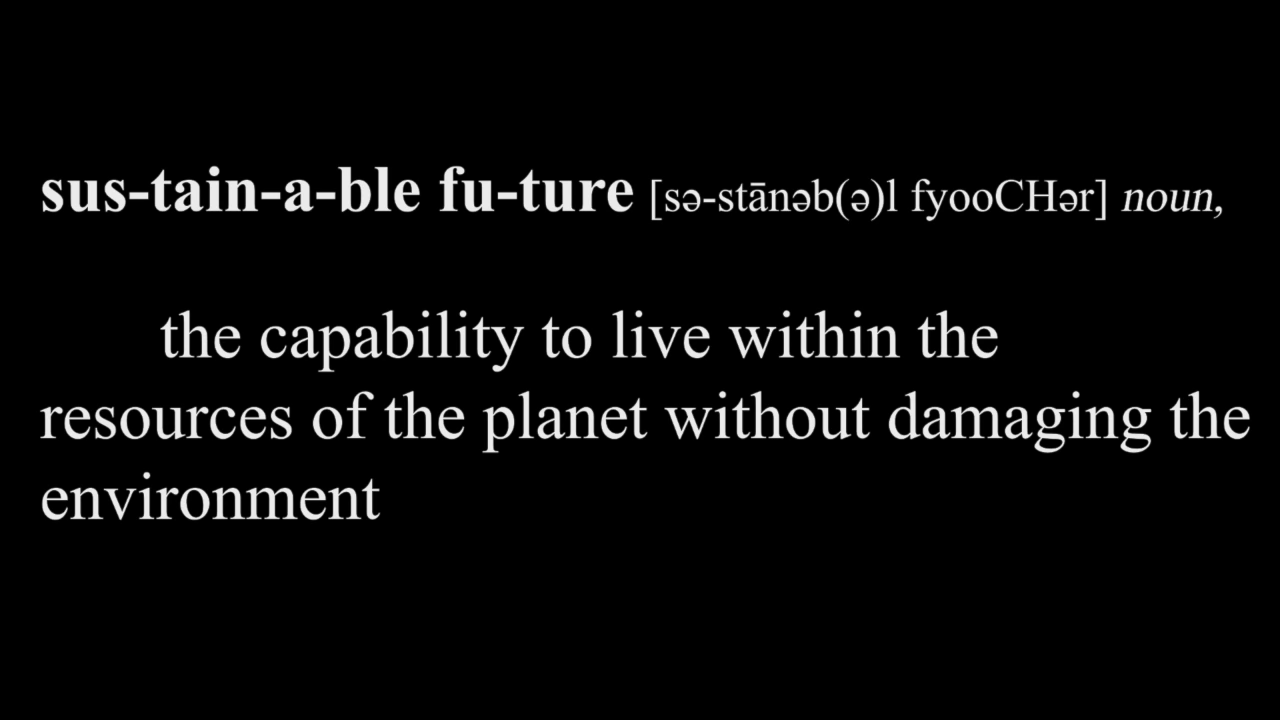 sus-tain-a-ble fu-ture [sə-stānəb(ə)l fyooCHər] noun,
the capability to live within the
resources of the planet without damaging the
environment